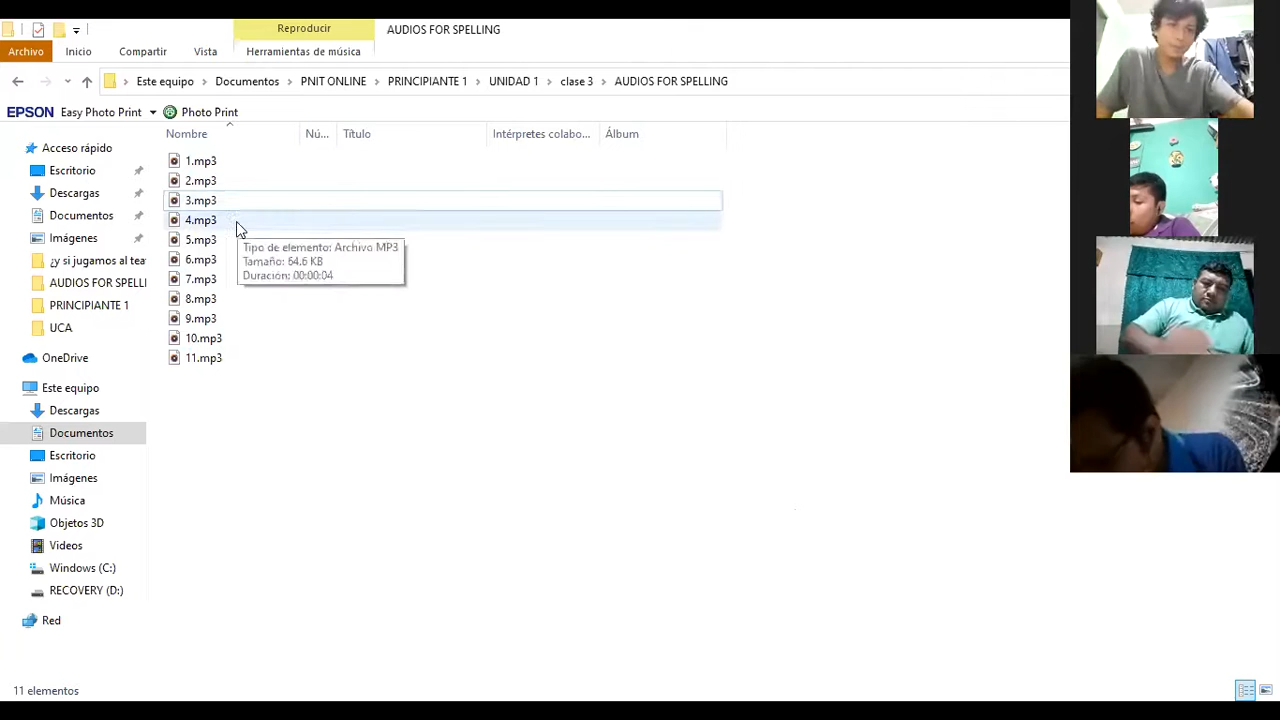 Reproducir
AUDIOS FOR SPELLING
Archivo
Inicio
Compartir
Vista
Herramientas de música
Este equipo > Documentos > PNIT ONLINE > PRINCIPIANTE 1 > UNIDAD 1 > clase 3 > AUDIOS FOR SPELLING
EPSON Easy Photo Print
Photo Print
Nombre
Nú...
Título
Intérpretes colabo...
Álbum
Acceso rápido
Escritorio
Descargas
Documentos
Imágenes
¿y si jugamos al tea
AUDIOS FOR SPELLI
PRINCIPIANTE 1
UCA
OneDrive
Este equipo
Descargas
Documentos
Escritorio
Imágenes
Música
Objetos 3D
Videos
Windows (C:)
RECOVERY (D:)
Red
1.mp3
2.mp3
3.mp3
4.mp3
5.mp3
6.mp3
7.mp3
8.mp3
9.mp3
10.mp3
11.mp3
Tipo de elemento: Archivo MP3
Tamaño: 64.6 KB
Duración: 00:00:04
11 elementos